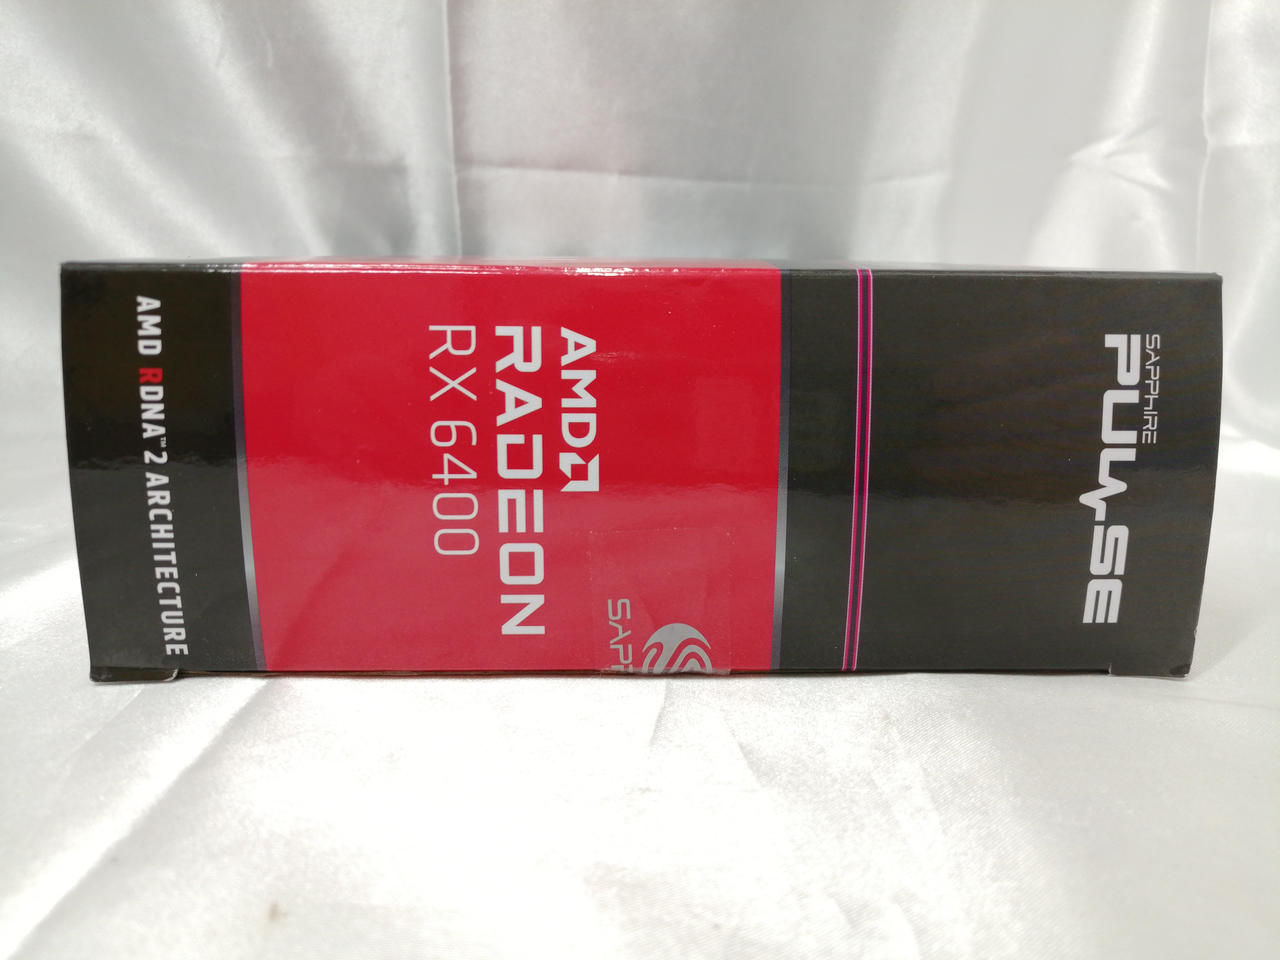 SAPPHIRE
PULSE
AMD
RADEON
RX 6400
AMD RDNA™ 2 ARCHITECTURE